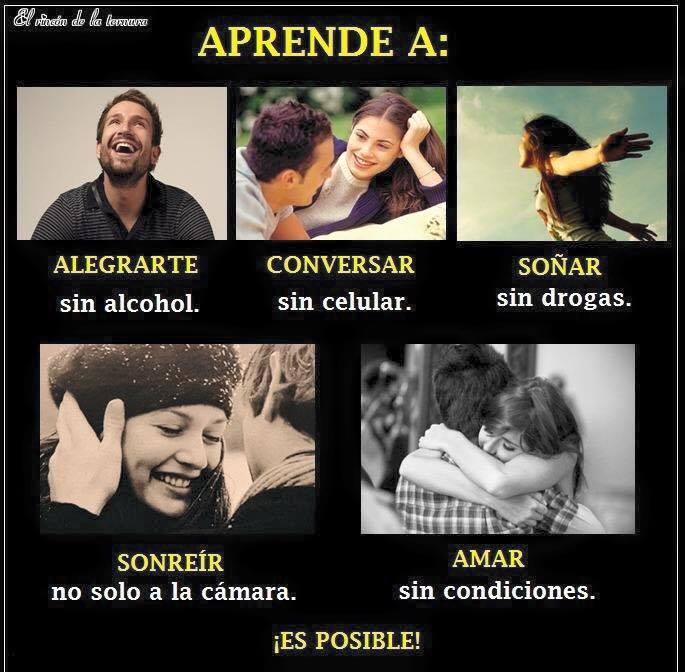 El rincón de la ternura
APRENDE A:
ALEGRARTE
sin alcohol.
CONVERSAR
sin celular.
SOÑAR
sin drogas.
SONREÍR
no solo a la cámara.
AMAR
sin condiciones.
¡ES POSIBLE!